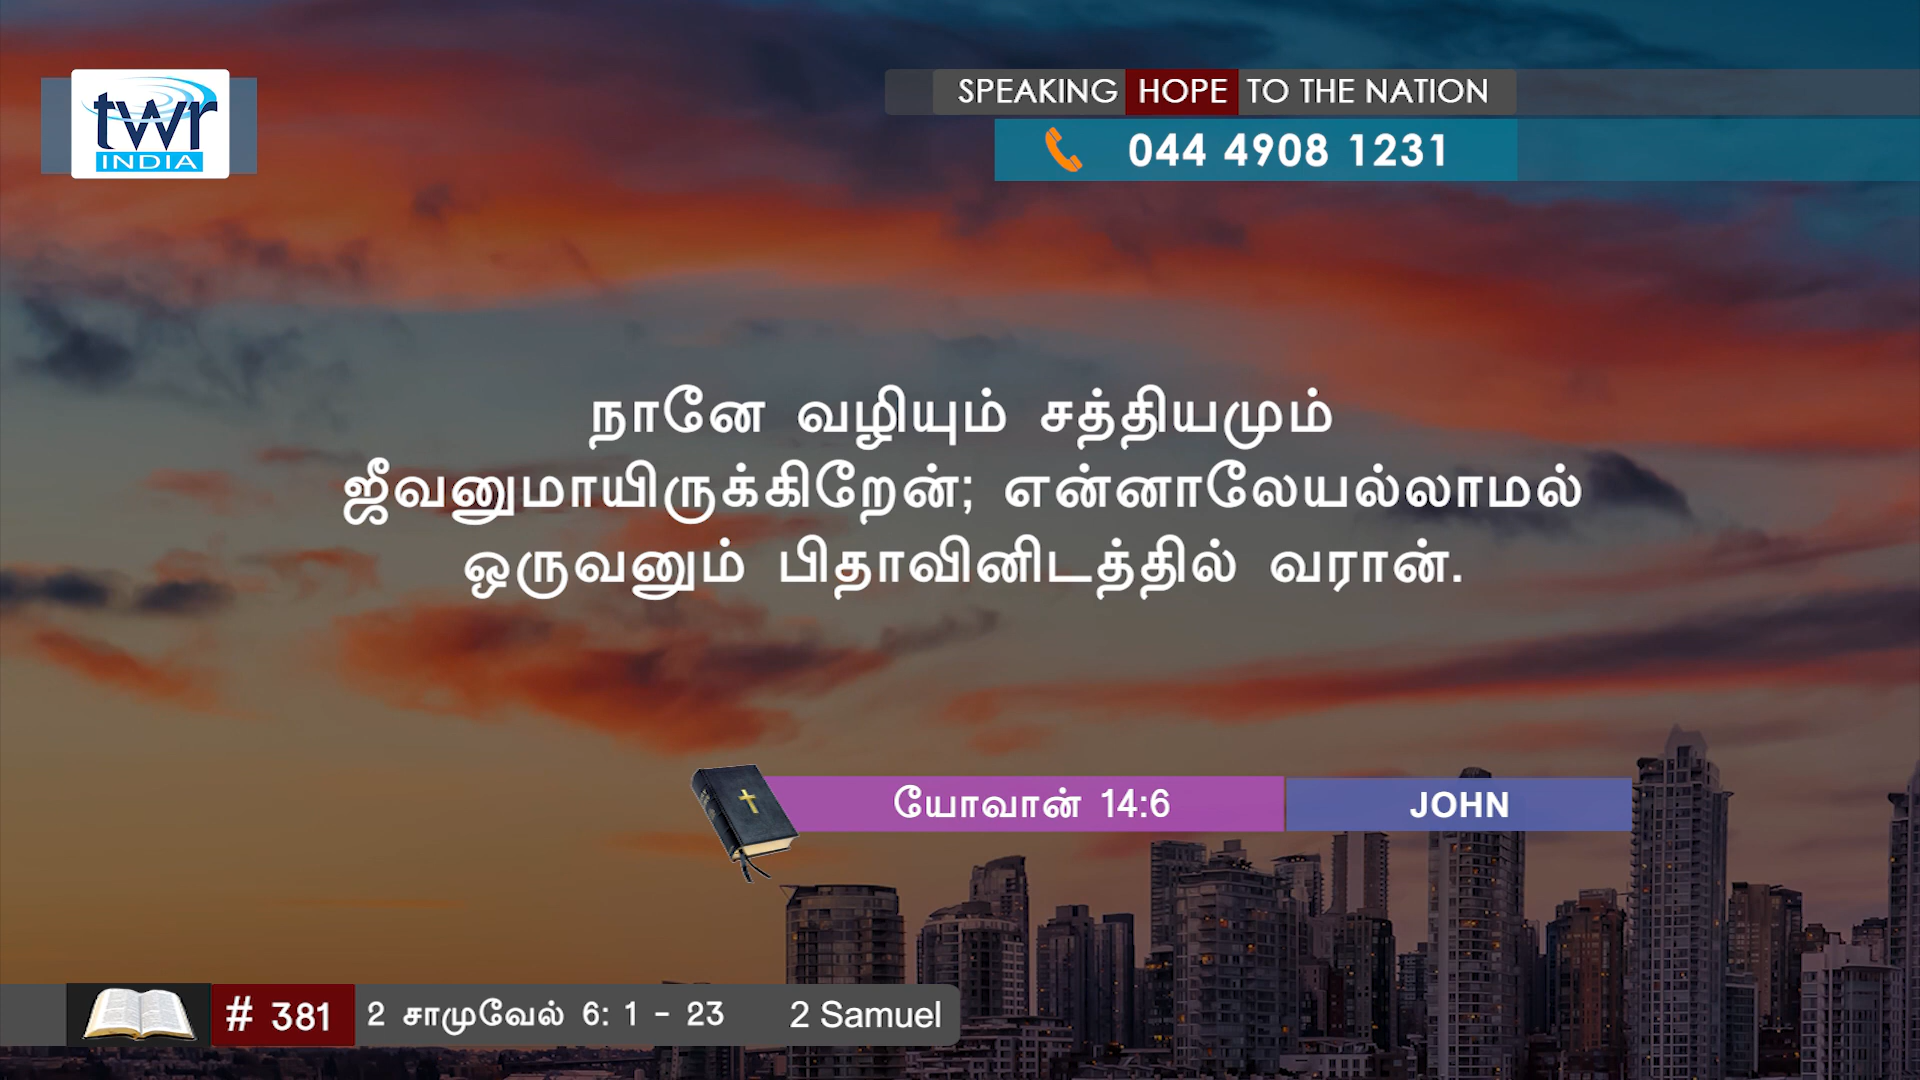 twr
INDIA
SPEAKING HOPE TO THE NATION
044 4908 1231
நானே வழியும் சத்தியமும்
ஜீவனுமாயிருக்கிறேன்; என்னாலேயல்லாமல்
ஒருவனும் பிதாவினிடத்தில் வரான்.
யோவான் 14:6 JOHN
# 381 2 சாமுவேல் 6: 1 - 23 2 Samuel